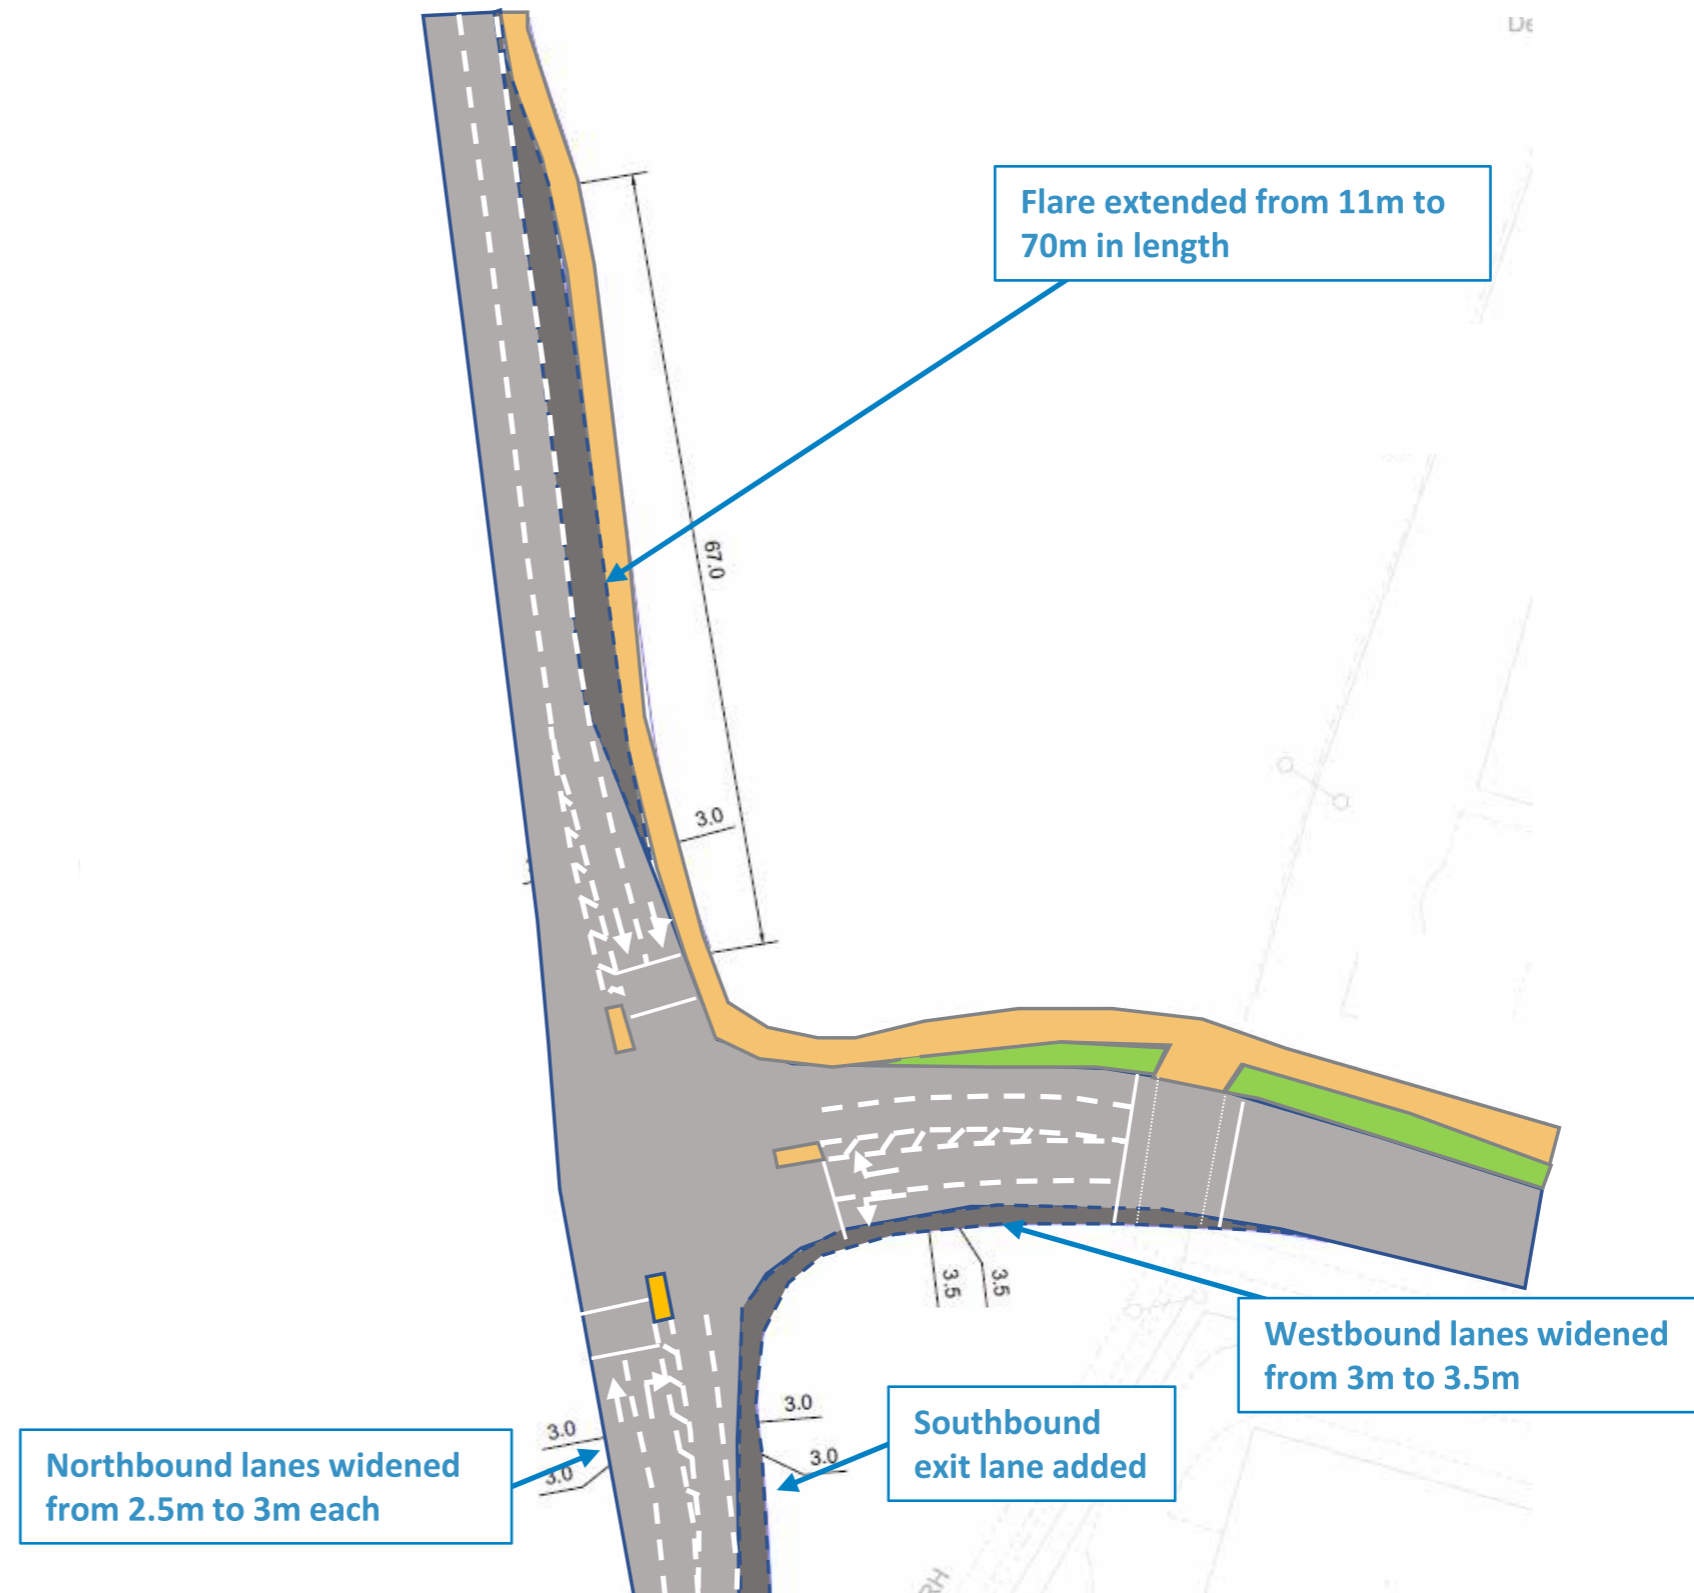 De
Flare extended from 11m to
70m in length
67.0
3.0
3.5
3.5
Westbound lanes widened
from 3m to 3.5m
3.0
3.0
Southbound
exit lane added
3.0
3.0
Northbound lanes widened
from 2.5m to 3m each
RH